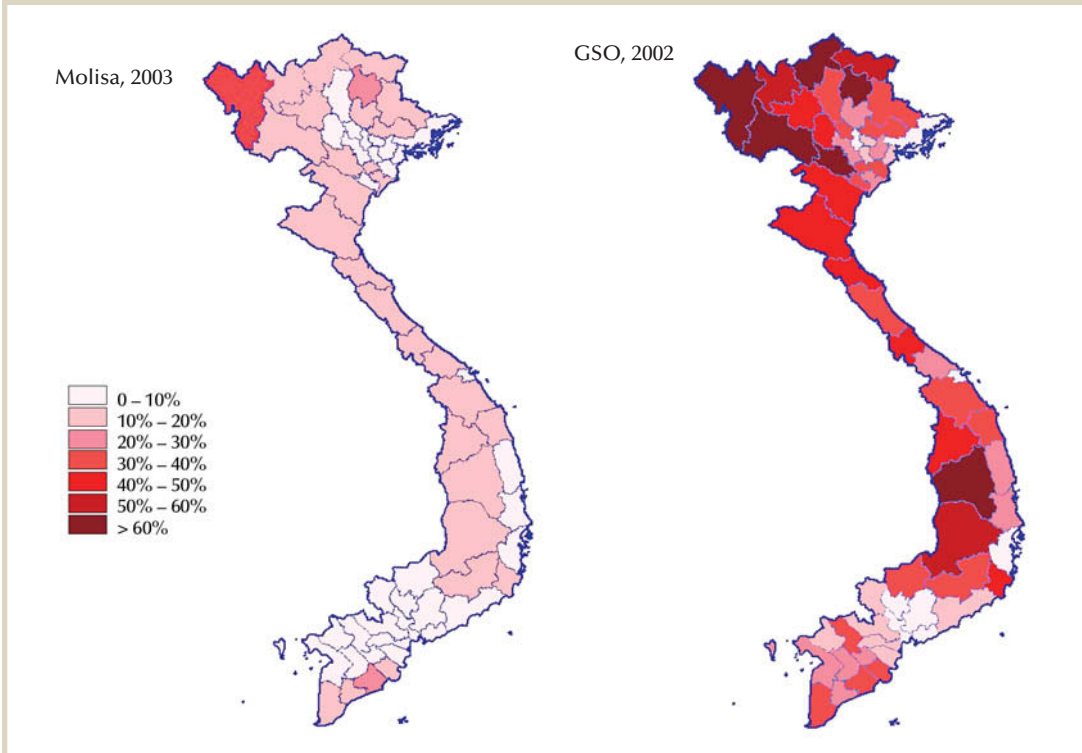 Molisa, 2003
GSO, 2002
0 – 10%
10% – 20%
20% – 30%
30% – 40%
40% – 50%
50% – 60%
> 60%